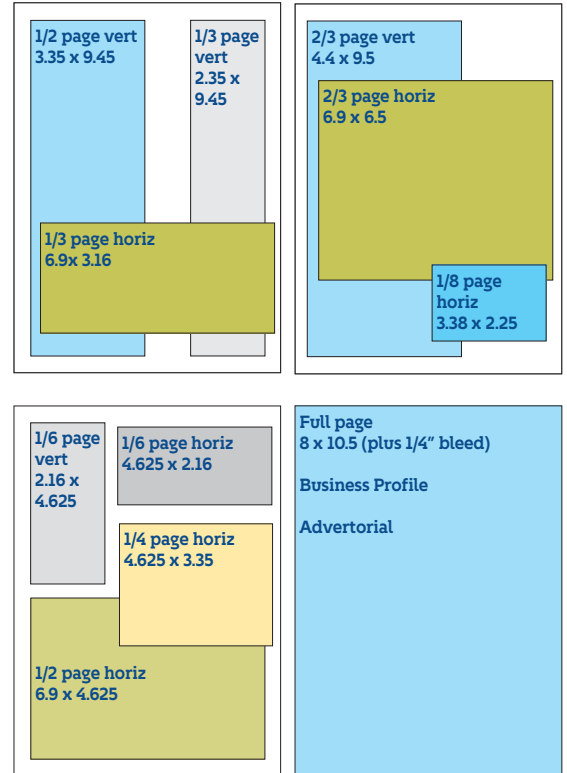 1/2 page vert
3.35 x 9.45
1/3 page
vert
2.35 x
9.45
1/3 page horiz
6.9x 3.16
2/3 page vert
4.4 x 9.5
2/3 page horiz
6.9 x 6.5
1/8 page
horiz
3.38 x 2.25
1/6 page
vert
2.16 x
4.625
1/6 page horiz
4.625 x 2.16
1/4 page horiz
4.625 x 3.35
1/2 page horiz
6.9 x 4.625
Full page
8 x 10.5 (plus 1/4” bleed)
Business Profile
Advertorial